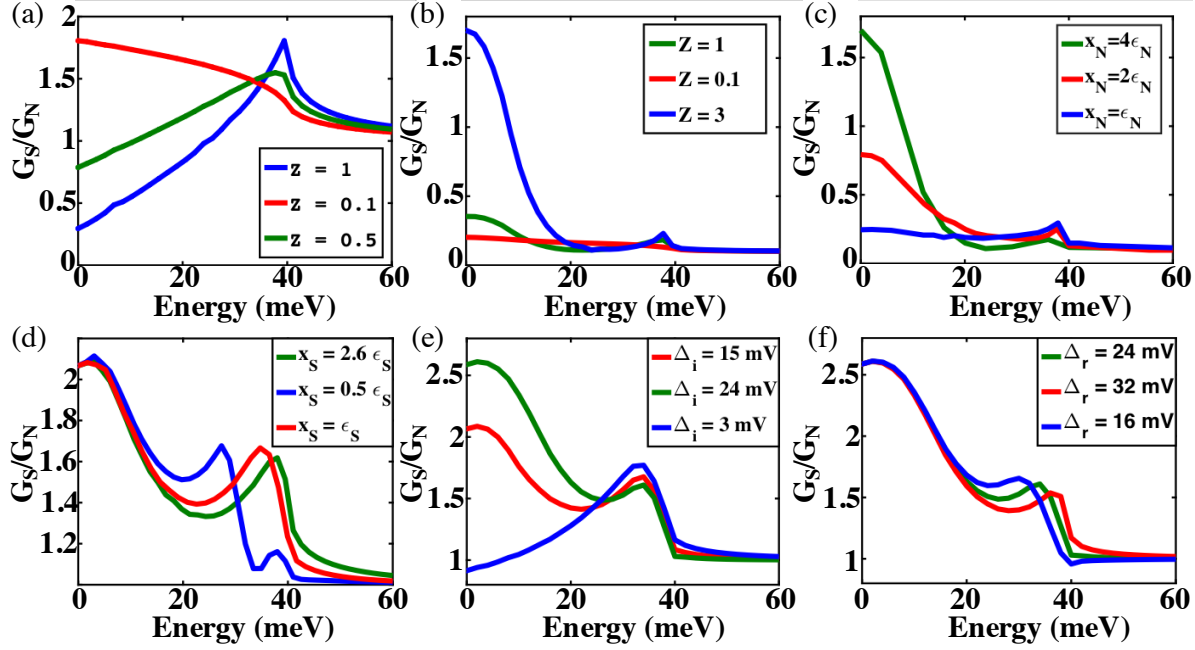 (a)
2
1.5
1
0.5
0
G_S/G_N
Z = 1
Z = 0.1
Z = 0.5
0 20 40 60
Energy (meV)
(b)
1.5
1
0.5
0
G_S/G_N
Z = 1
Z = 0.1
Z = 3
0 20 40 60
Energy (meV)
(c)
1.5
1
0.5
0
G_S/G_N
x_N=4ϵ_N
x_N=2ϵ_N
x_N=ϵ_N
0 20 40 60
Energy (meV)
(d)
2
1.8
1.6
1.4
1.2
G_S/G_N
x_S = 2.6 ϵ_S
x_S = 0.5 ϵ_S
x_S = ϵ_S
0 20 40 60
Energy (meV)
(e)
2.5
2
1.5
1
G_S/G_N
Δ_i = 15 mV
Δ_i = 24 mV
Δ_i = 3 mV
0 20 40 60
Energy (meV)
(f)
2.5
2
1.5
1
G_S/G_N
Δ_r = 24 mV
Δ_r = 32 mV
Δ_r = 16 mV
0 20 40 60
Energy (meV)